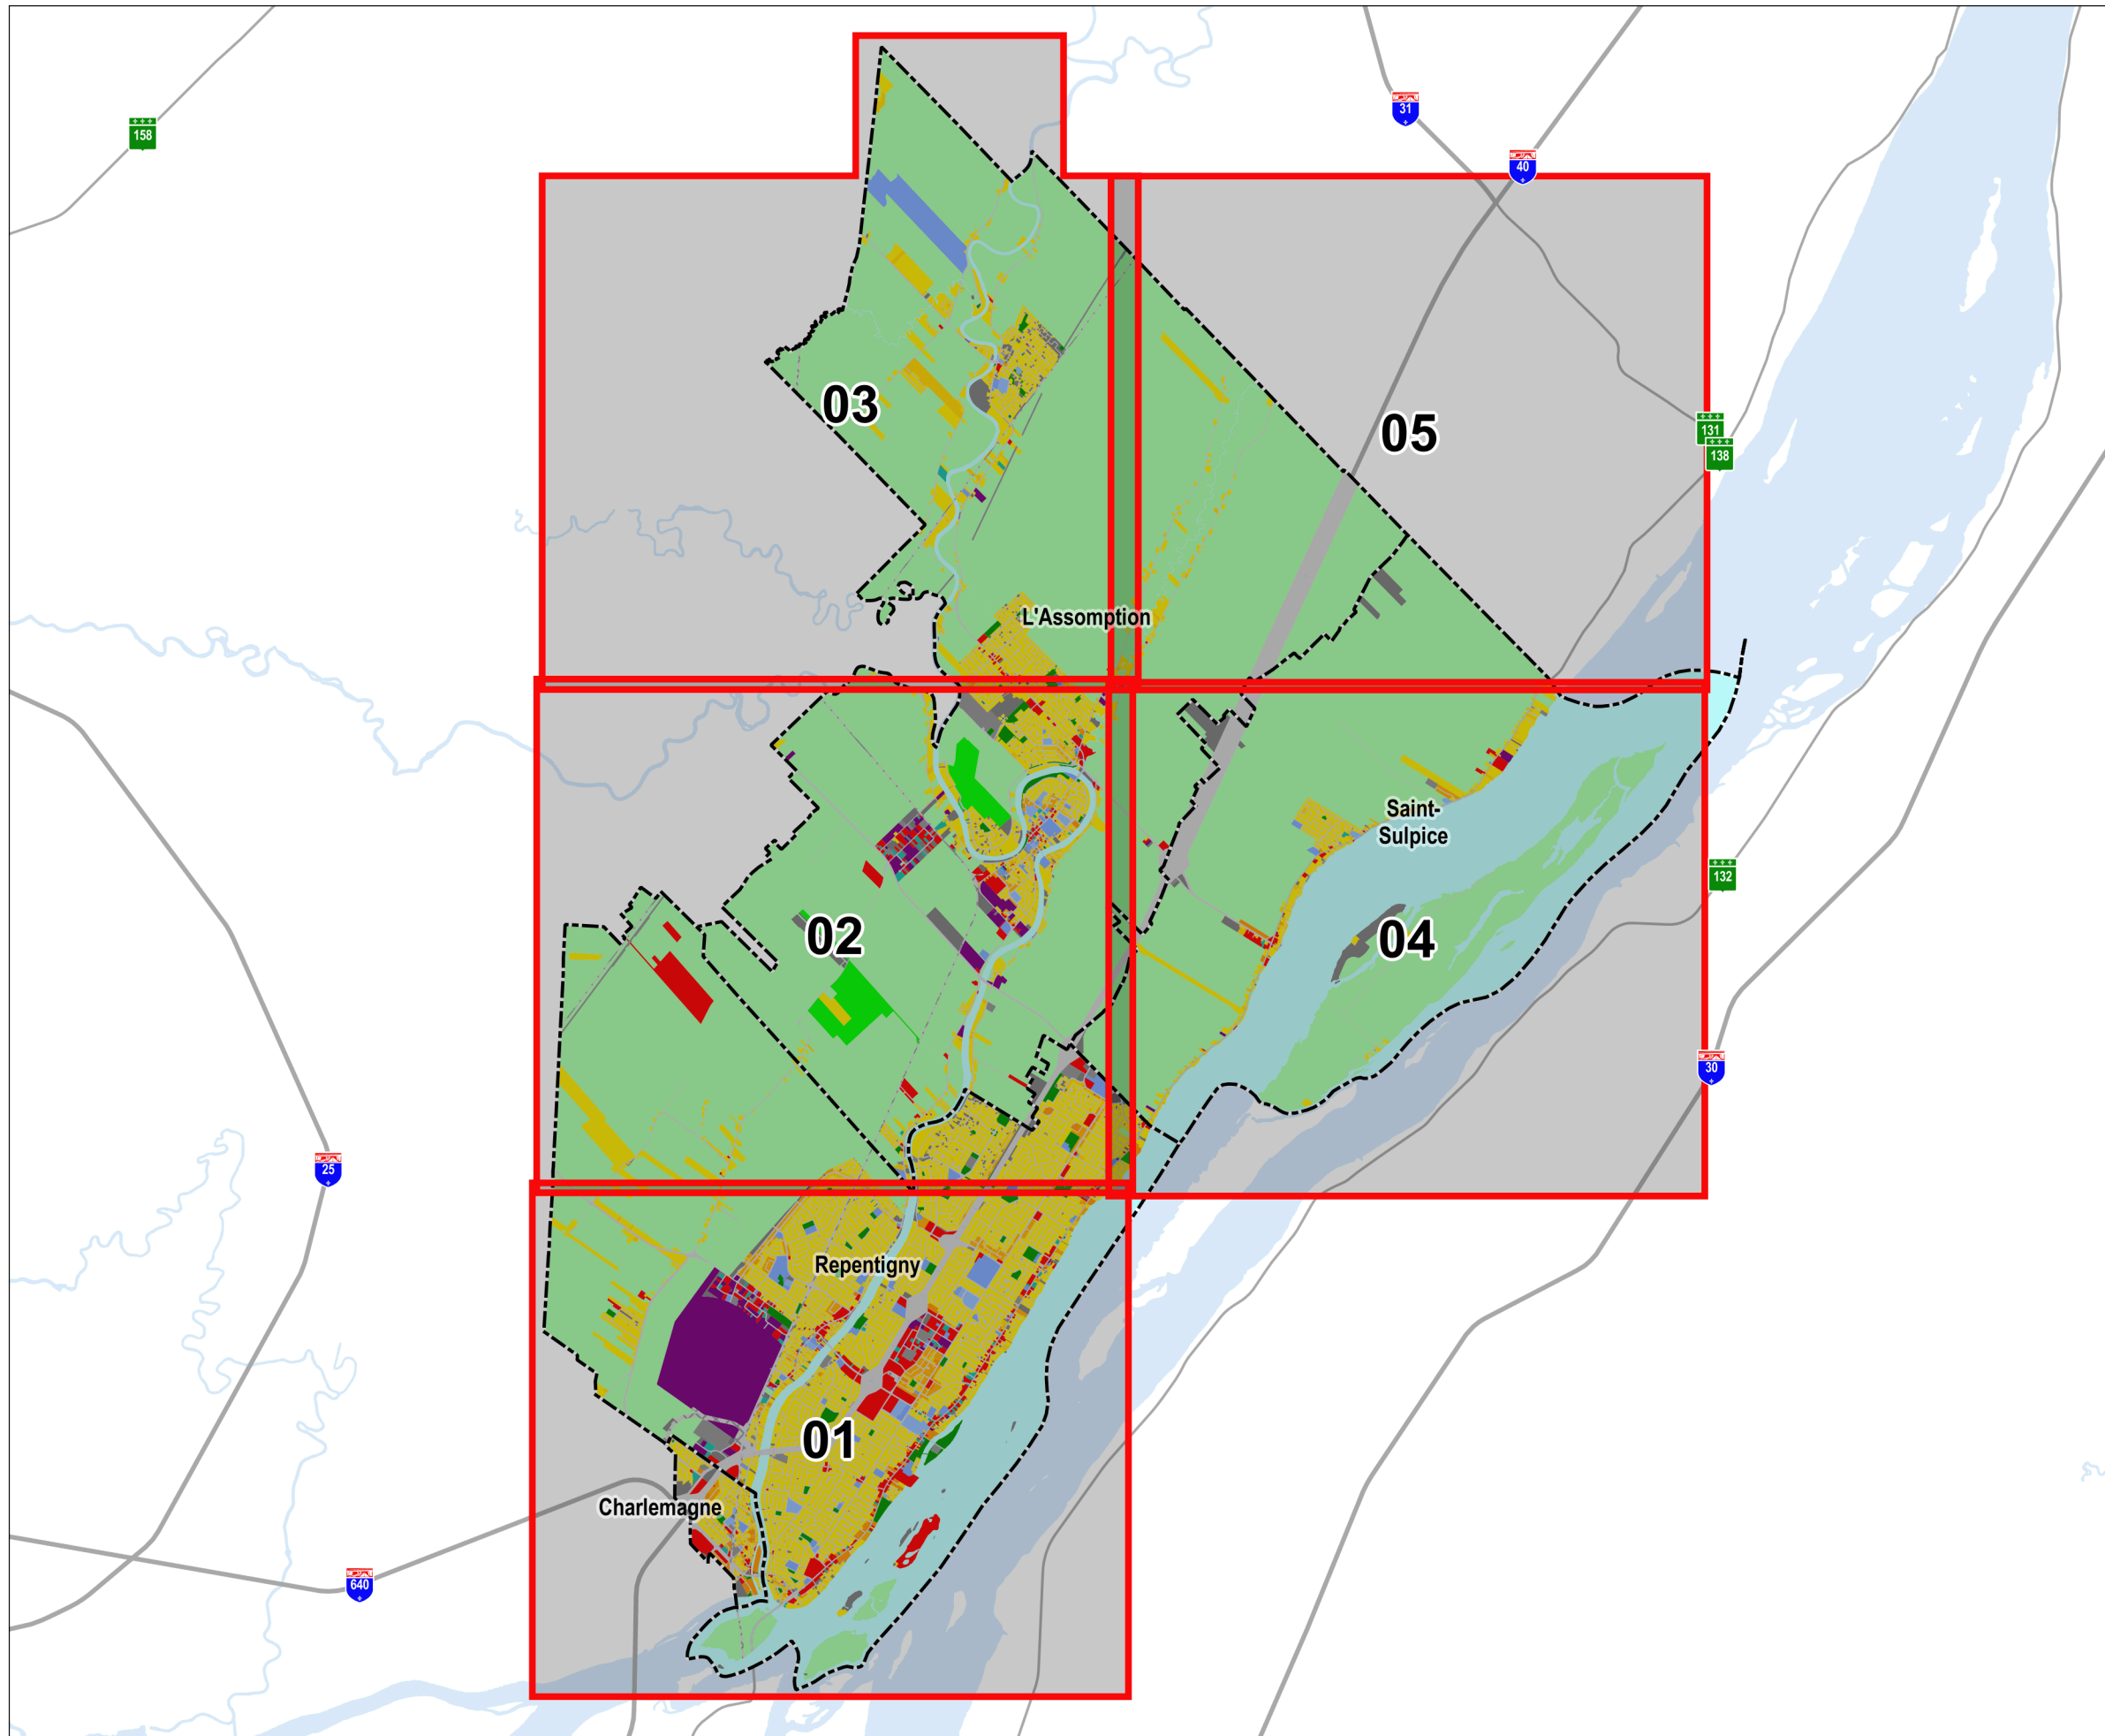 31
158
40
03
131
05
138
L'Assomption
Saint-
Sulpice
132
02
04
30
25
Repentigny
01
Charlemagne
640